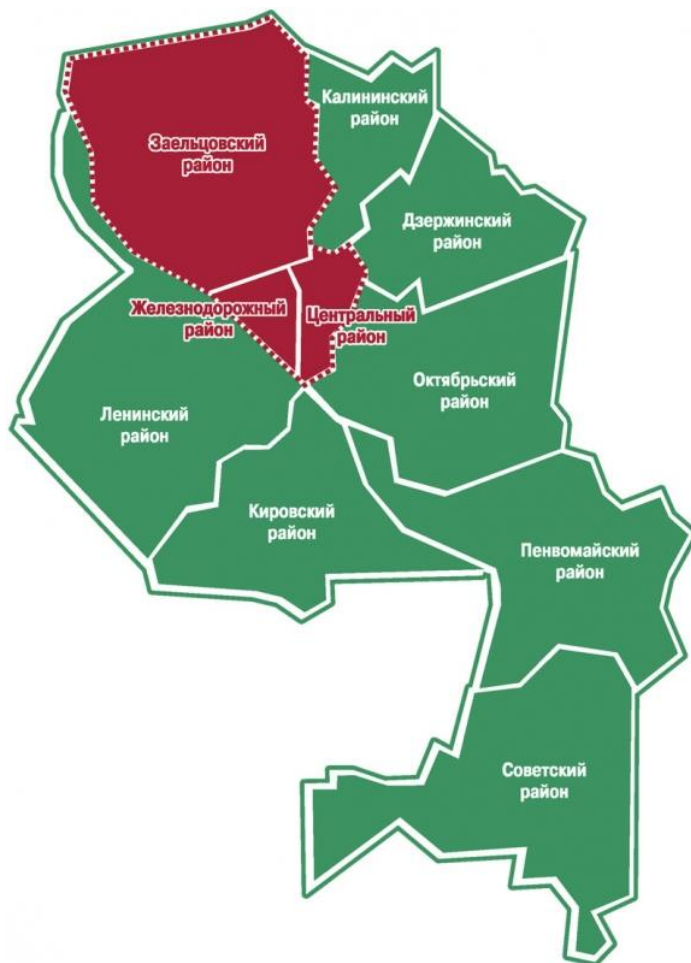 Калининский
район
Заельцовский
район
Дзержинский
район
Железнодорожный
район
Центральный
район
Октябрьский
район
Ленинский
район
Кировский
район
Пенвомайский
район
Советский
район